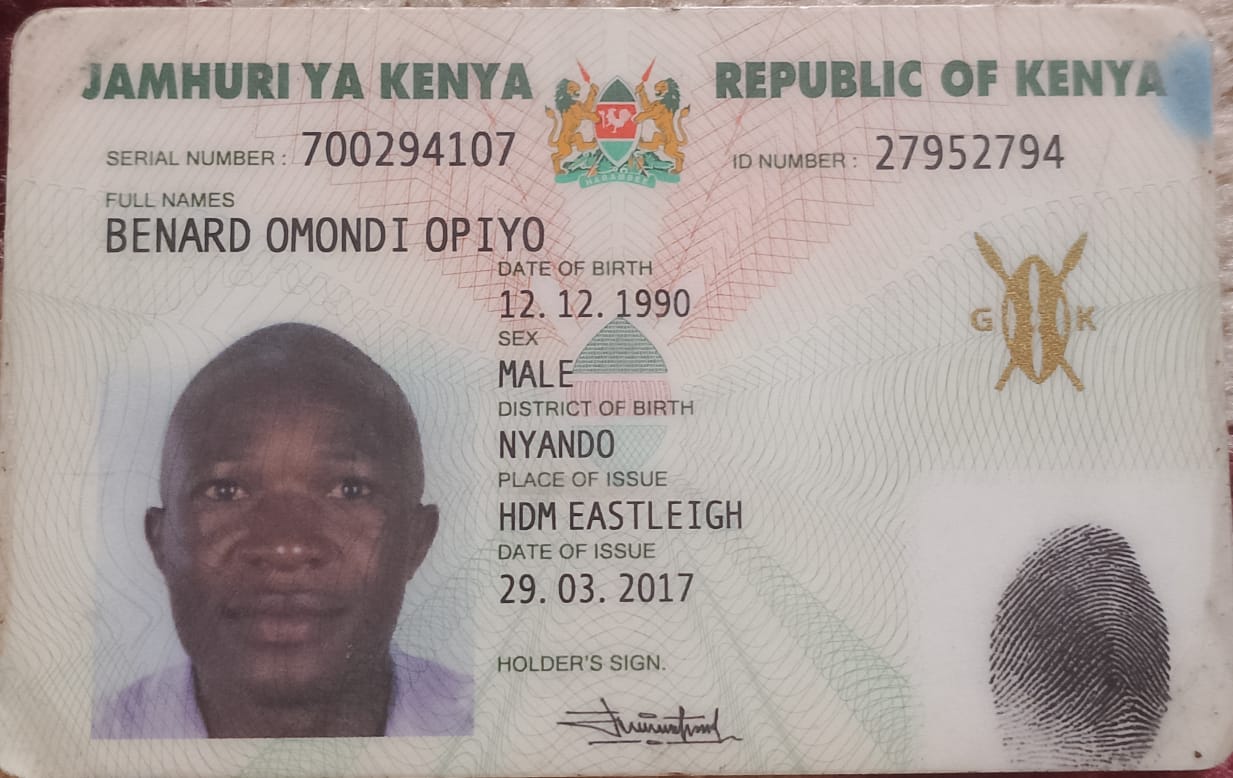 JAMHURI YA KENYA REPUBLIC OF KENYA
SERIAL NUMBER : 700294107 ID NUMBER : 27952794
HARAMBEE
FULL NAMES
BENARD OMONDI OPIYO
DATE OF BIRTH
12. 12. 1990
SEX
MALE
G K
DISTRICT OF BIRTH
NYANDO
PLACE OF ISSUE
HDM EASTLEIGH
DATE OF ISSUE
29. 03. 2017
HOLDER'S SIGN.